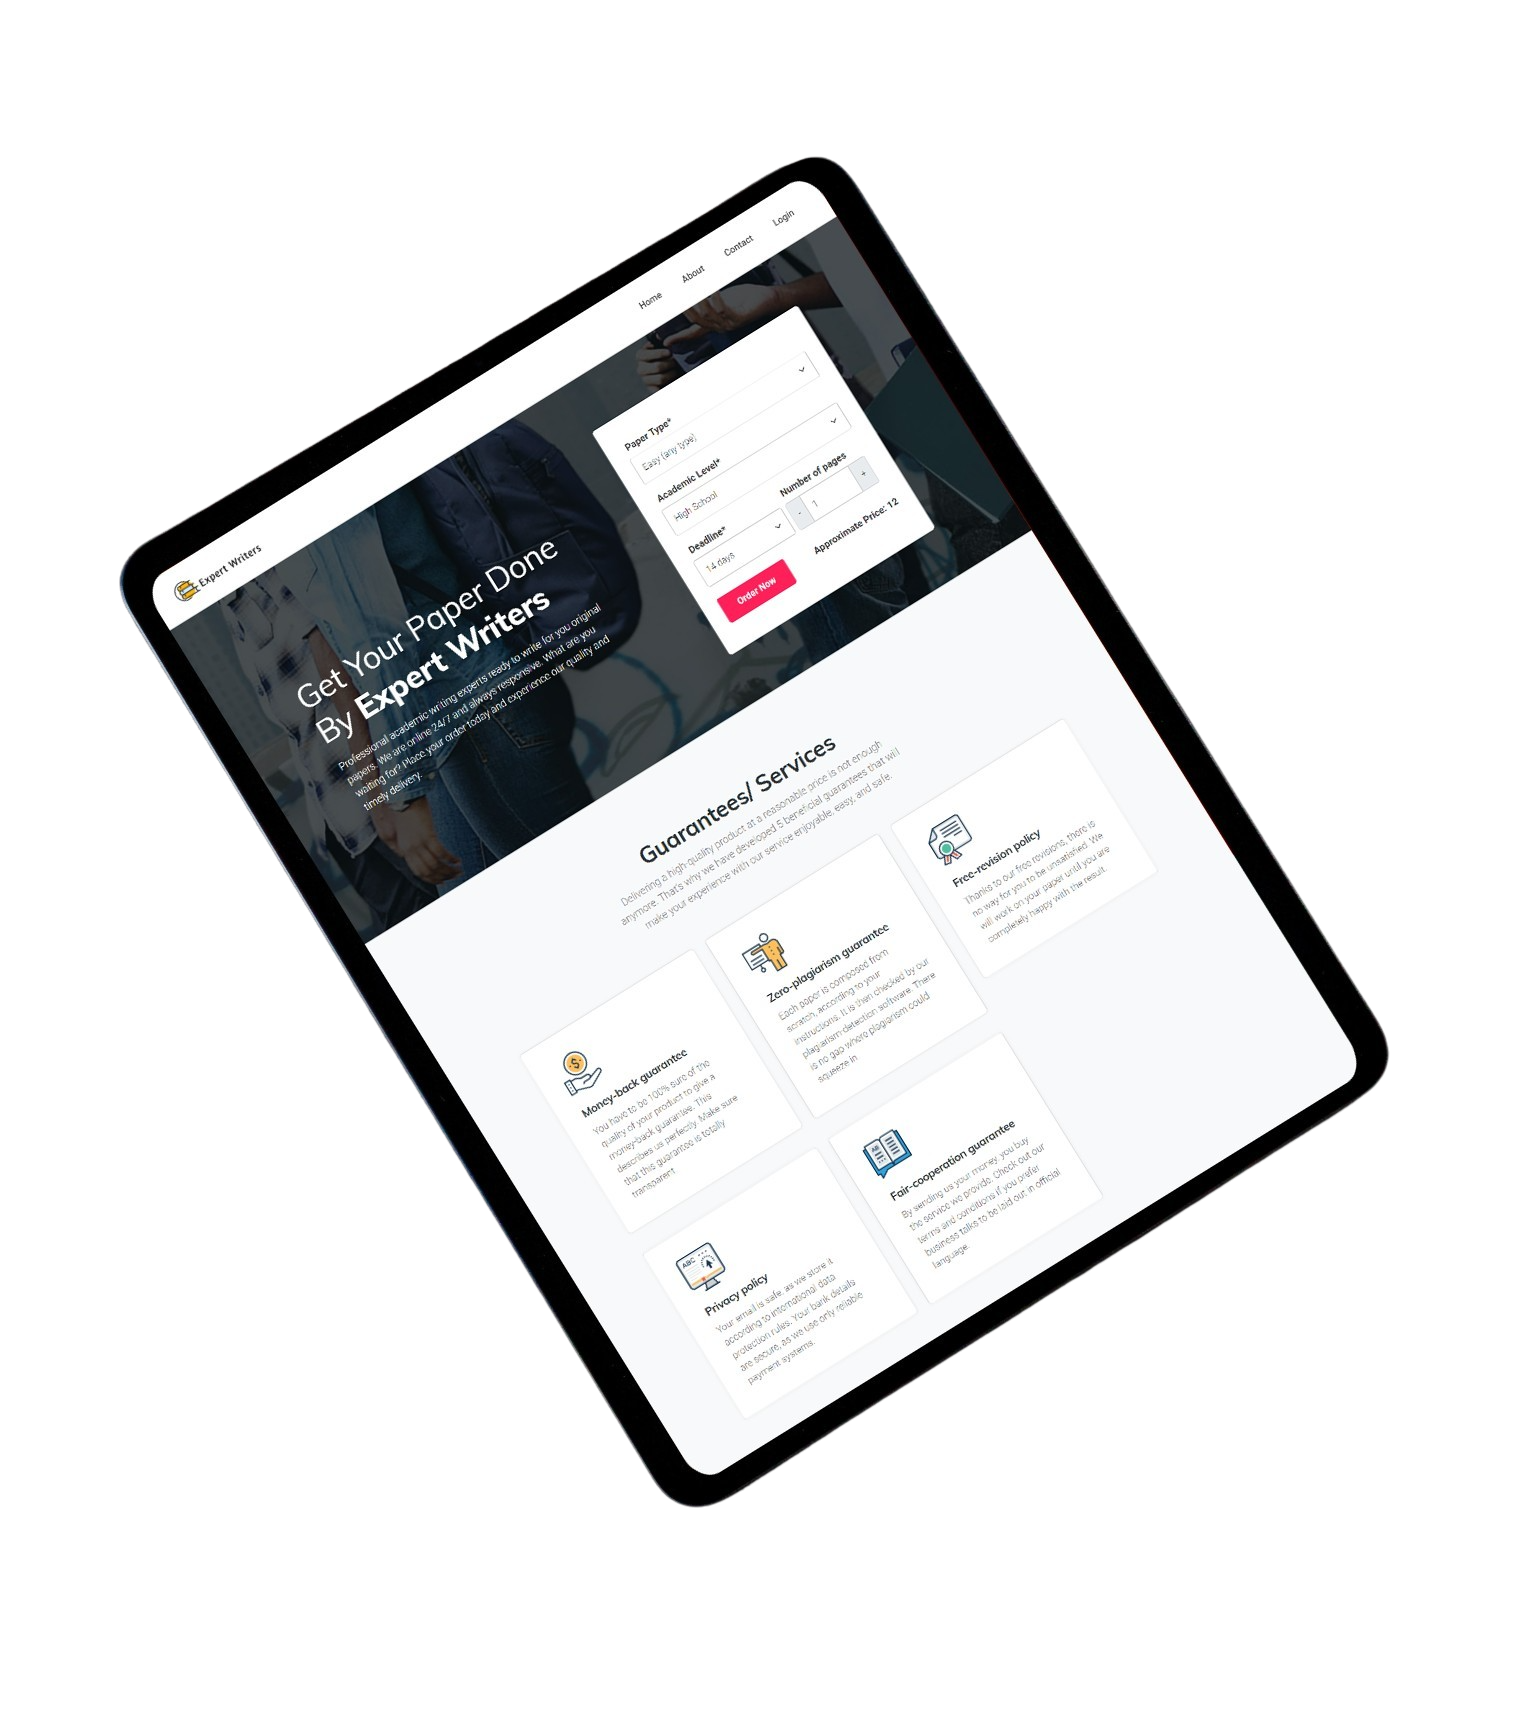 Expert Writers
Home
About
Contact
Login
Get Your Paper Done
By Expert Writers
Professional academic writing experts ready to write for you original
papers. We are online 24/7 and always responsive. What are you
waiting for? Place your order today and experience our quality and
timely delivery.
Paper Type*
Easy (any type)
Academic Level*
High School
Deadline*
Number of pages
14 days
-
1
+
Order Now
Approximate Price: 12
Guarantees/ Services
Delivering a high-quality product at a reasonable price is not enough
anymore. That's why we have developed 5 beneficial guarantees that will
make your experience with our service enjoyable, easy, and safe.
Money-back guarantee
You have to be 100% sure of the
quality of your product to give a
money-back guarantee. This
describes us perfectly. Make sure
that this guarantee is totally
transparent.
Zero-plagiarism guarantee
Each paper is composed from
scratch, according to your
instructions. It is then checked by our
plagiarism-detection software. There
is no gap where plagiarism could
squeeze in.
Free-revision policy
Thanks to our free revisions, there is
no way for you to be unsatisfied. We
will work on your paper until you are
completely happy with the result.
ABC
Privacy policy
Your email is safe, as we store it
according to international data
protection rules. Your bank details
are secure, as we use only reliable
payment systems.
Fair-cooperation guarantee
By sending us your money, you buy
the service we provide. Check out our
terms and conditions if you prefer
business talks to be laid out in official
language.